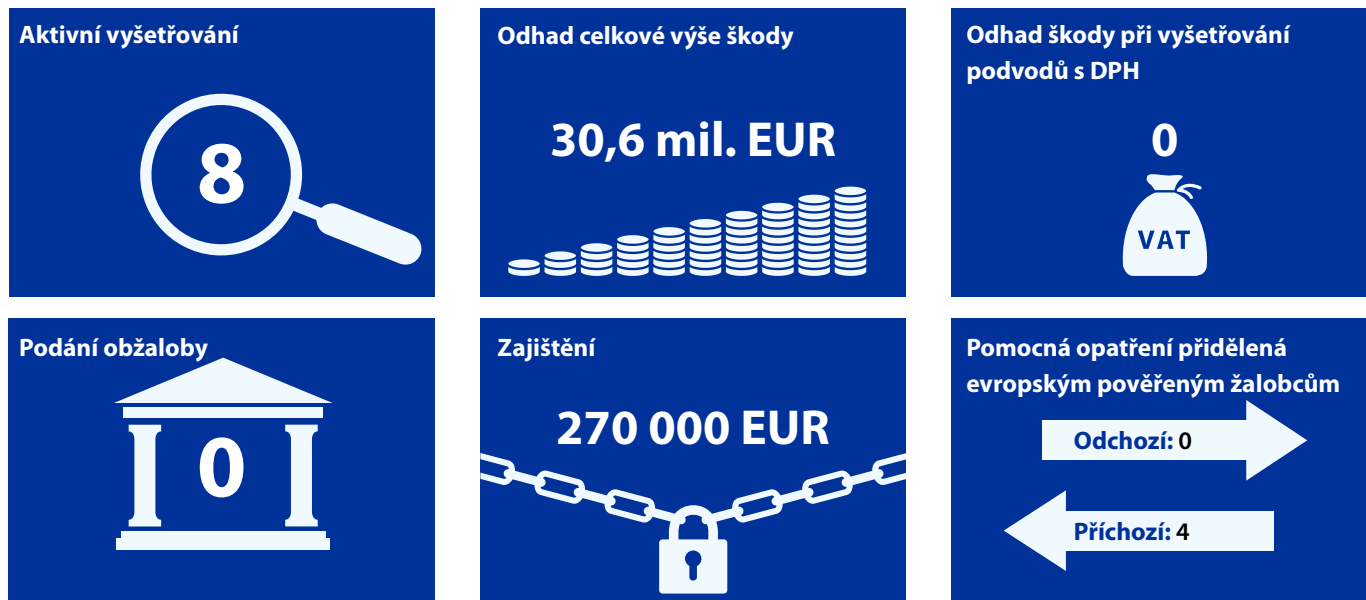 Aktivní vyšetřování
8
Odhad celkové výše škody
30,6 mil. EUR
Odhad škody při vyšetřování
podvodů s DPH
0
VAT
Podání obžaloby
0
Zajištění
270 000 EUR
Pomocná opatření přidělená
evropským pověřeným žalobcům
Odchozí: 0
Příchozí: 4